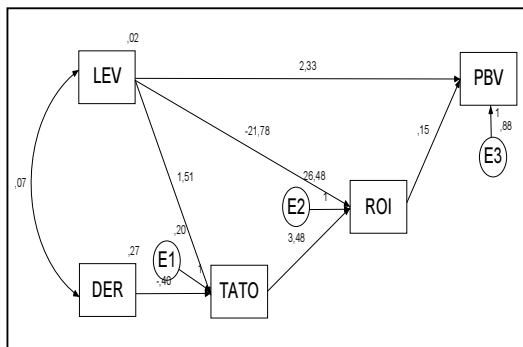 ,02
LEV
2,33
PBV
-21,78
,15
1
,88
E3
1,51
26,48
,07
E2
1
ROI
,20
3,48
E1
,27
1
DER
-,40
TATO